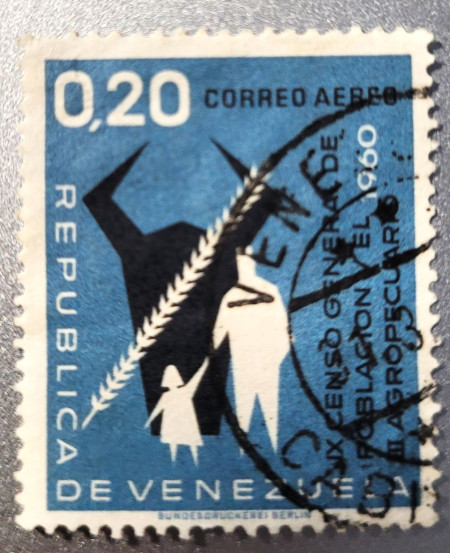 0,20 CORREO AEREO
REPUBLICA
DE VENEZUELA
IX CENSO GENERAL DE
POBLACION Y EL
III AGROPECUARIO
1960
BUNDESDRUCKEREI BERLIN